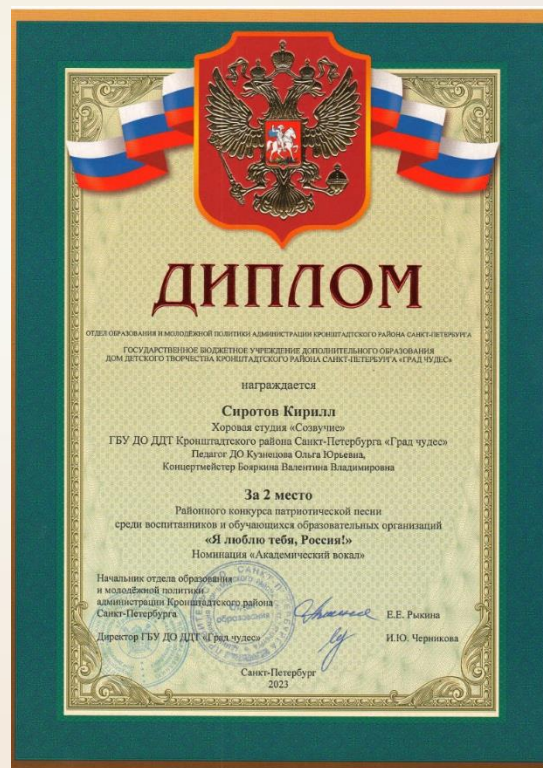 ДИПЛОМ
ОТДЕЛ ОБРАЗОВАНИЯ И МОЛОДЁЖНОЙ ПОЛИТИКИ АДМИНИСТРАЦИИ КРОНШТАДТСКОГО РАЙОНА САНКТ-ПЕТЕРБУРГА
ГОСУДАРСТВЕННОЕ БЮДЖЕТНОЕ УЧРЕЖДЕНИЕ ДОПОЛНИТЕЛЬНОГО ОБРАЗОВАНИЯ
ДОМ ДЕТСКОГО ТВОРЧЕСТВА КРОНШТАДТСКОГО РАЙОНА САНКТ-ПЕТЕРБУРГА «ГРАД ЧУДЕС»
награждается
Сиротов Кирилл
Хоровая студия «Созвучие»
ГБУ ДО ДДТ Кронштадтского района Санкт-Петербурга «Град чудес»
Педагог ДО Кузнецова Ольга Юрьевна,
Концертмейстер Бояркина Валентина Владимировна
За 2 место
Районного конкурса патриотической песни
среди воспитанников и обучающихся образовательных организаций
«Я люблю тебя, Россия!»
Номинация «Академический вокал»
Начальник отдела образования
и молодёжной политики
администрации Кронштадтского района
Санкт-Петербурга Е.Е. Рыкина
Директор ГБУ ДО ДДТ «Град чудес» И.Ю. Черникова
Санкт-Петербург
2023